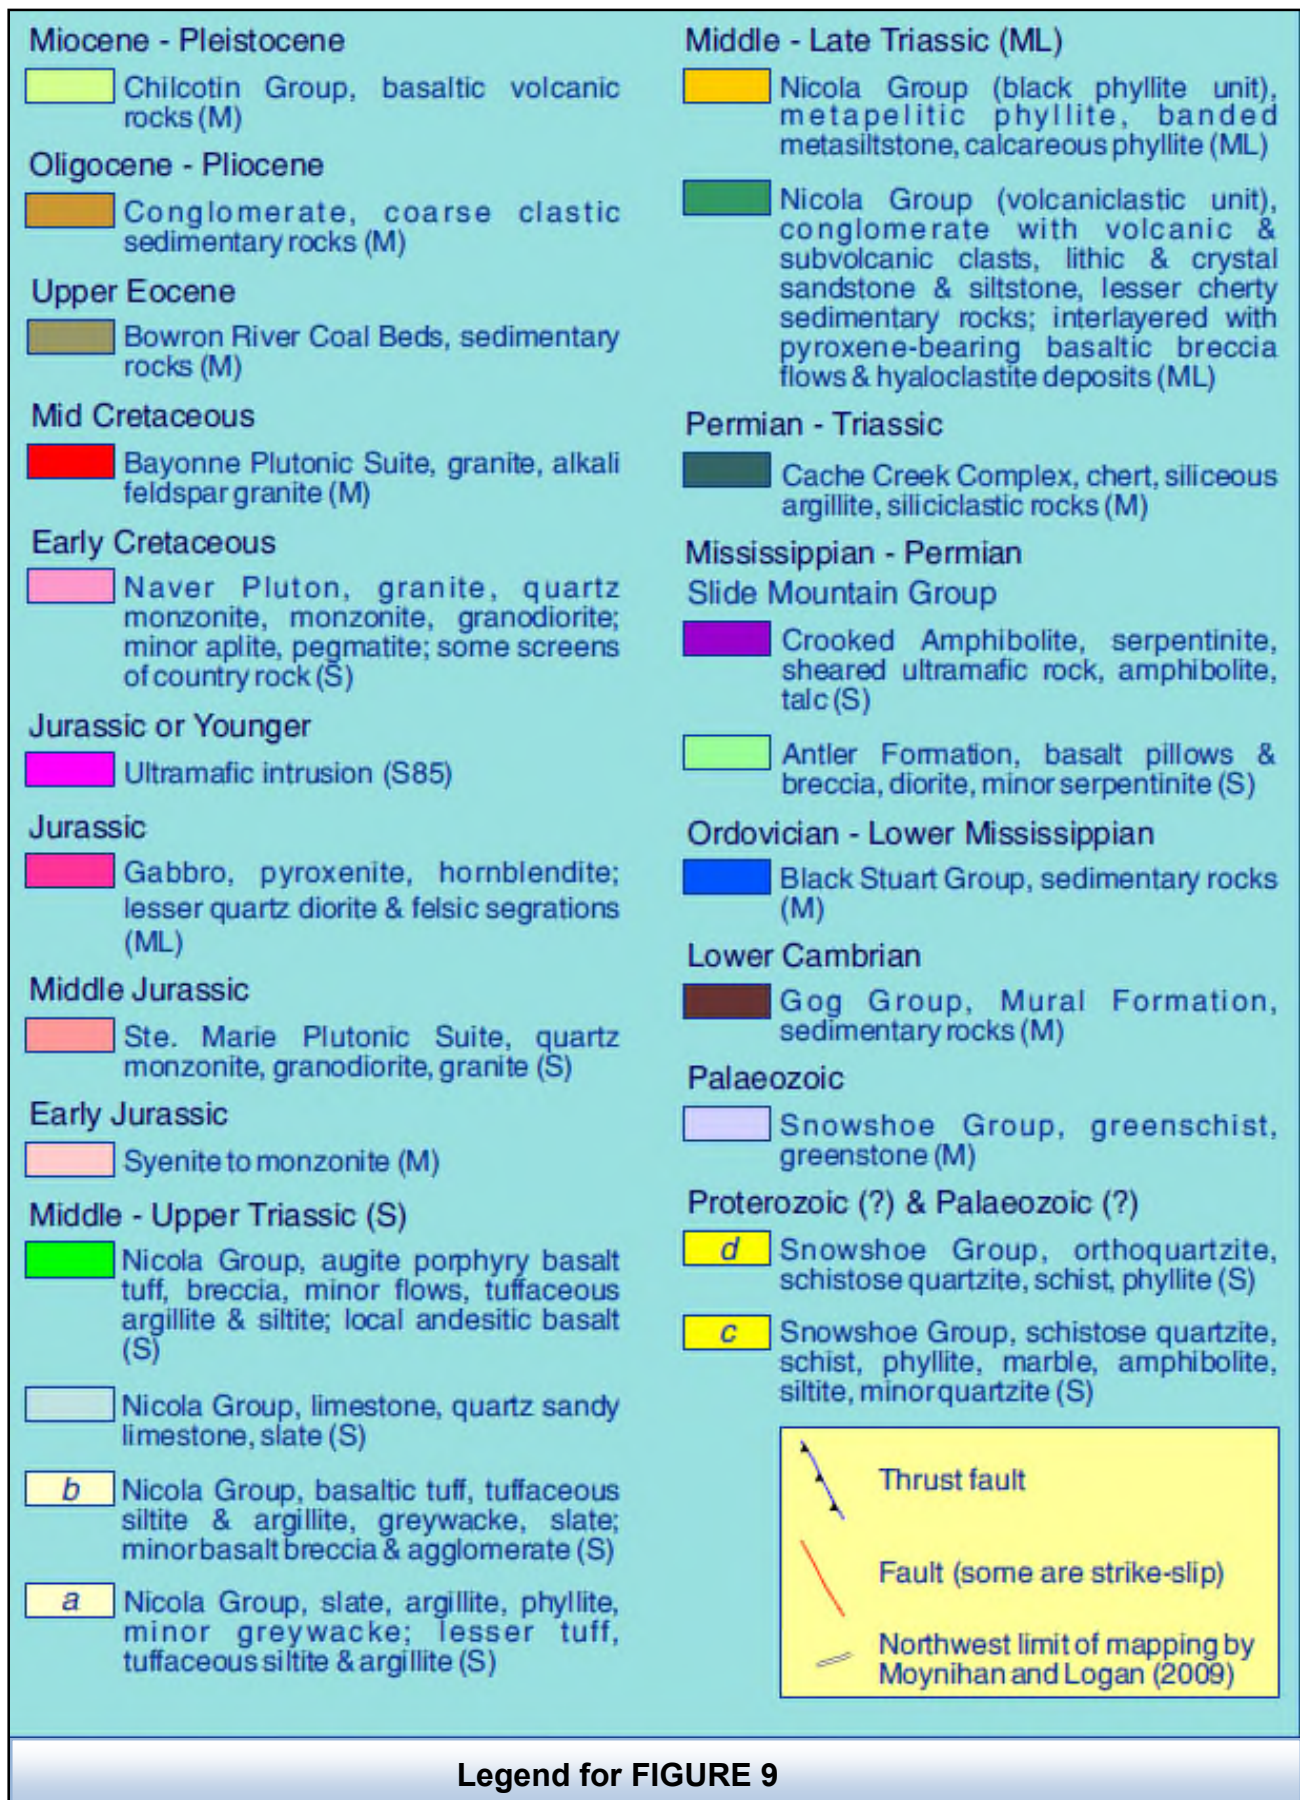 Miocene - Pleistocene
Chilcotin Group, basaltic volcanic
rocks (M)
Oligocene - Pliocene
Conglomerate, coarse clastic
sedimentary rocks (M)
Upper Eocene
Bowron River Coal Beds, sedimentary
rocks (M)
Mid Cretaceous
Bayonne Plutonic Suite, granite, alkali
feldspar granite (M)
Early Cretaceous
Naver Pluton, granite, quartz
monzonite, monzonite, granodiorite;
minor aplite, pegmatite; some screens
of country rock (S)
Jurassic or Younger
Ultramafic intrusion (S85)
Jurassic
Gabbro, pyroxenite, hornblendite;
lesser quartz diorite & felsic segrations
(ML)
Middle Jurassic
Ste. Marie Plutonic Suite, quartz
monzonite, granodiorite, granite (S)
Early Jurassic
Syenite to monzonite (M)
Middle - Upper Triassic (S)
Nicola Group, augite porphyry basalt
tuff, breccia, minor flows, tuffaceous
argillite & siltite; local andesitic basalt
(S)
Nicola Group, limestone, quartz sandy
limestone, slate (S)
b Nicola Group, basaltic tuff, tuffaceous
siltite & argillite, greywacke, slate;
minor basalt breccia & agglomerate (S)
a Nicola Group, slate, argillite, phyllite,
minor greywacke; lesser tuff,
tuffaceous siltite & argillite (S)
Middle - Late Triassic (ML)
Nicola Group (black phyllite unit),
metapelitic phyllite, banded
metasiltstone, calcareous phyllite (ML)
Nicola Group (volcaniclastic unit),
conglomerate with volcanic &
subvolcanic clasts, lithic & crystal
sandstone & siltstone, lesser cherty
sedimentary rocks; interlayered with
pyroxene-bearing basaltic breccia
flows & hyaloclastite deposits (ML)
Permian - Triassic
Cache Creek Complex, chert, siliceous
argillite, siliciclastic rocks (M)
Mississippian - Permian
Slide Mountain Group
Crooked Amphibolite, serpentinite,
sheared ultramafic rock, amphibolite,
talc (S)
Antler Formation, basalt pillows &
breccia, diorite, minor serpentinite (S)
Ordovician - Lower Mississippian
Black Stuart Group, sedimentary rocks
(M)
Lower Cambrian
Gog Group, Mural Formation,
sedimentary rocks (M)
Palaeozoic
Snowshoe Group, greenschist,
greenstone (M)
Proterozoic (?) & Palaeozoic (?)
d Snowshoe Group, orthoquartzite,
schistose quartzite, schist, phyllite (S)
c Snowshoe Group, schistose quartzite,
schist, phyllite, marble, amphibolite,
siltite, minor quartzite (S)
Thrust fault
Fault (some are strike-slip)
Northwest limit of mapping by
Moynihan and Logan (2009)
Legend for FIGURE 9